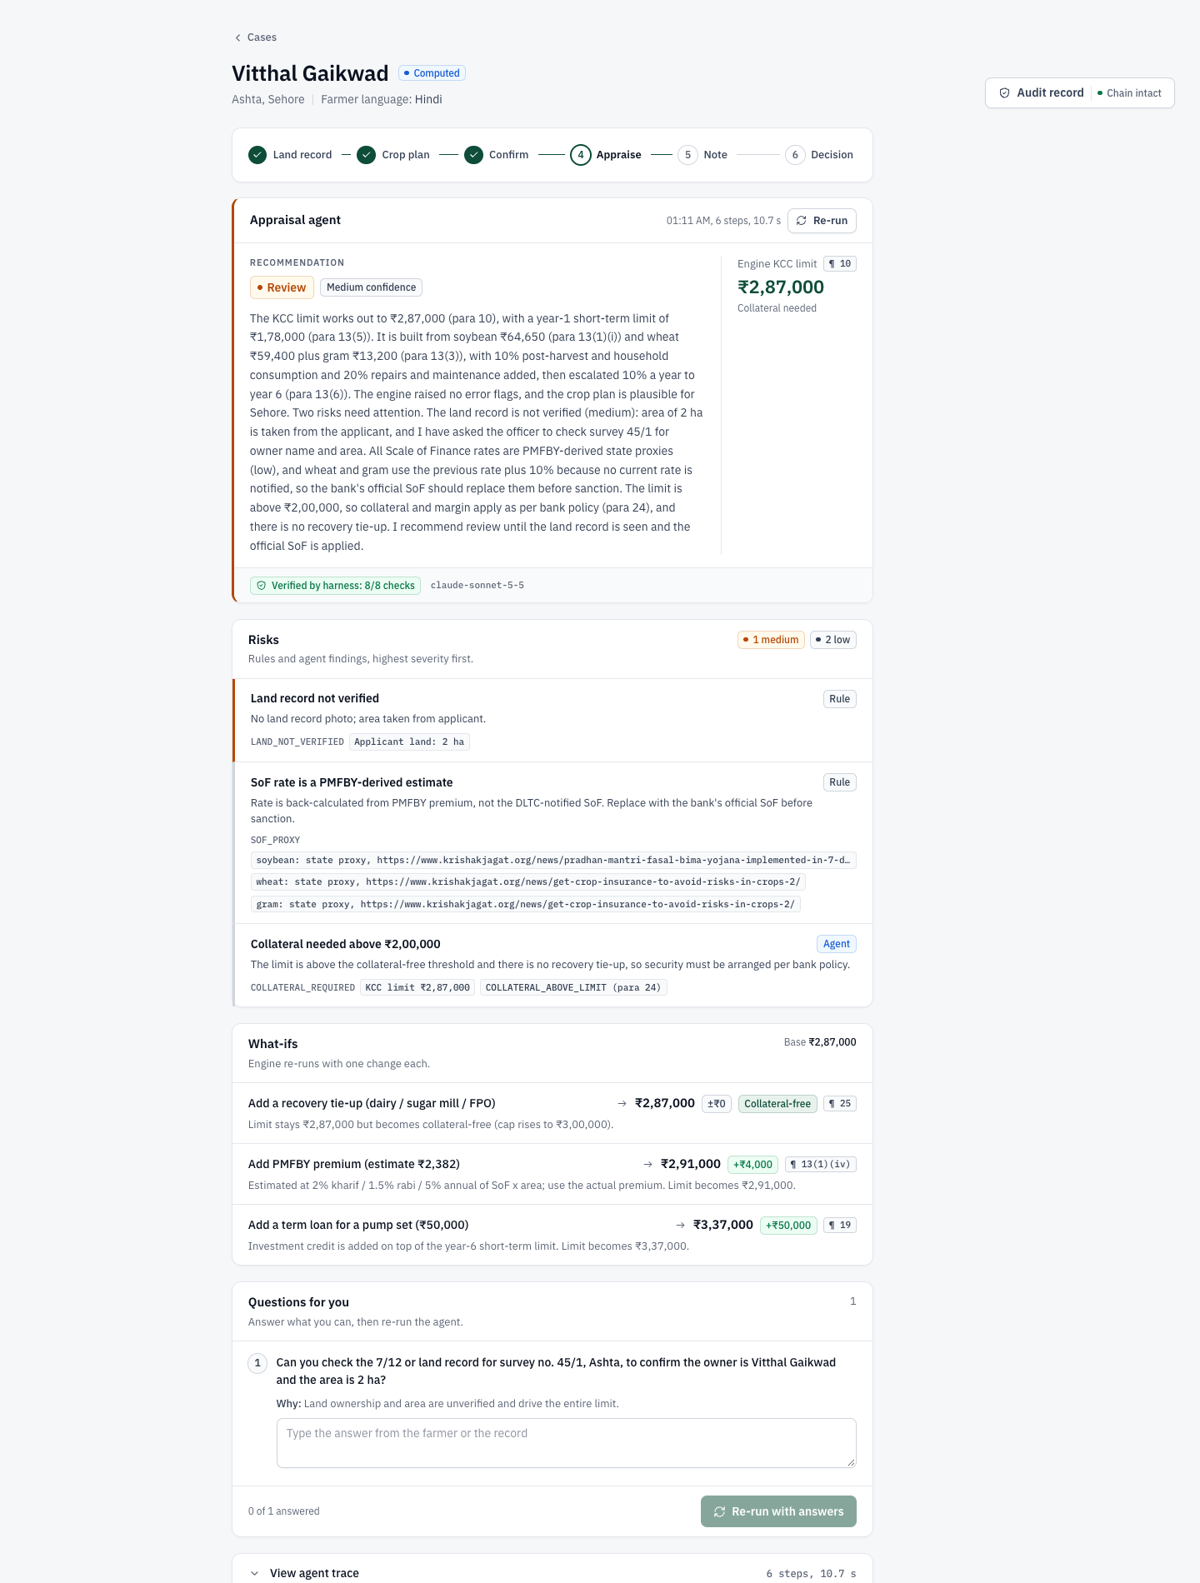 Cases
Vitthal Gaikwad
Computed
Ashta, Sehore | Farmer language: Hindi
Audit record
Chain intact
Land record
Crop plan
Confirm
4 Appraise
5 Note
6 Decision
Appraisal agent
01:11 AM, 6 steps, 10.7 s
Re-run
RECOMMENDATION
Review
Medium confidence
The KCC limit works out to ₹2,87,000 (para 10), with a year-1 short-term limit of
₹1,78,000 (para 13(5)). It is built from soybean ₹64,650 (para 13(1)(i)) and wheat
₹59,400 plus gram ₹13,200 (para 13(3)), with 10% post-harvest and household
consumption and 20% repairs and maintenance added, then escalated 10% a year to
year 6 (para 13(6)). The engine raised no error flags, and the crop plan is plausible for
Sehore. Two risks need attention. The land record is not verified (medium): area of 2 ha
is taken from the applicant, and I have asked the officer to check survey 45/1 for
owner name and area. All Scale of Finance rates are PMFBY-derived state proxies
(low), and wheat and gram use the previous rate plus 10% because no current rate is
notified, so the bank's official SoF should replace them before sanction. The limit is
above ₹2,00,000, so collateral and margin apply as per bank policy (para 24), and
there is no recovery tie-up. I recommend review until the land record is seen and the
official SoF is applied.
Engine KCC limit ¶ 10
₹2,87,000
Collateral needed
Verified by harness: 8/8 checks
claude-sonnet-5-5
Risks
1 medium
2 low
Rules and agent findings, highest severity first.
Land record not verified
Rule
No land record photo; area taken from applicant.
LAND_NOT_VERIFIED Applicant land: 2 ha
SoF rate is a PMFBY-derived estimate
Rule
Rate is back-calculated from PMFBY premium, not the DLTC-notified SoF. Replace with the bank's official SoF before
sanction.
SOF_PROXY
soybean: state proxy, https://www.krishakjagat.org/news/pradhan-mantri-fasal-bima-yojana-implemented-in-7-d…
wheat: state proxy, https://www.krishakjagat.org/news/get-crop-insurance-to-avoid-risks-in-crops-2/
gram: state proxy, https://www.krishakjagat.org/news/get-crop-insurance-to-avoid-risks-in-crops-2/
Collateral needed above ₹2,00,000
Agent
The limit is above the collateral-free threshold and there is no recovery tie-up, so security must be arranged per bank policy.
COLLATERAL_REQUIRED KCC limit ₹2,87,000 COLLATERAL_ABOVE_LIMIT (para 24)
What-ifs
Base ₹2,87,000
Engine re-runs with one change each.
Add a recovery tie-up (dairy / sugar mill / FPO)
→ ₹2,87,000 ±₹0 Collateral-free ¶ 25
Limit stays ₹2,87,000 but becomes collateral-free (cap rises to ₹3,00,000).
Add PMFBY premium (estimate ₹2,382)
→ ₹2,91,000 +₹4,000 ¶ 13(1)(iv)
Estimated at 2% kharif / 1.5% rabi / 5% annual of SoF x area; use the actual premium. Limit becomes ₹2,91,000.
Add a term loan for a pump set (₹50,000)
→ ₹3,37,000 +₹50,000 ¶ 19
Investment credit is added on top of the year-6 short-term limit. Limit becomes ₹3,37,000.
Questions for you
1
Answer what you can, then re-run the agent.
1 Can you check the 7/12 or land record for survey no. 45/1, Ashta, to confirm the owner is Vitthal Gaikwad
and the area is 2 ha?
Why: Land ownership and area are unverified and drive the entire limit.
Type the answer from the farmer or the record
0 of 1 answered
Re-run with answers
View agent trace
6 steps, 10.7 s